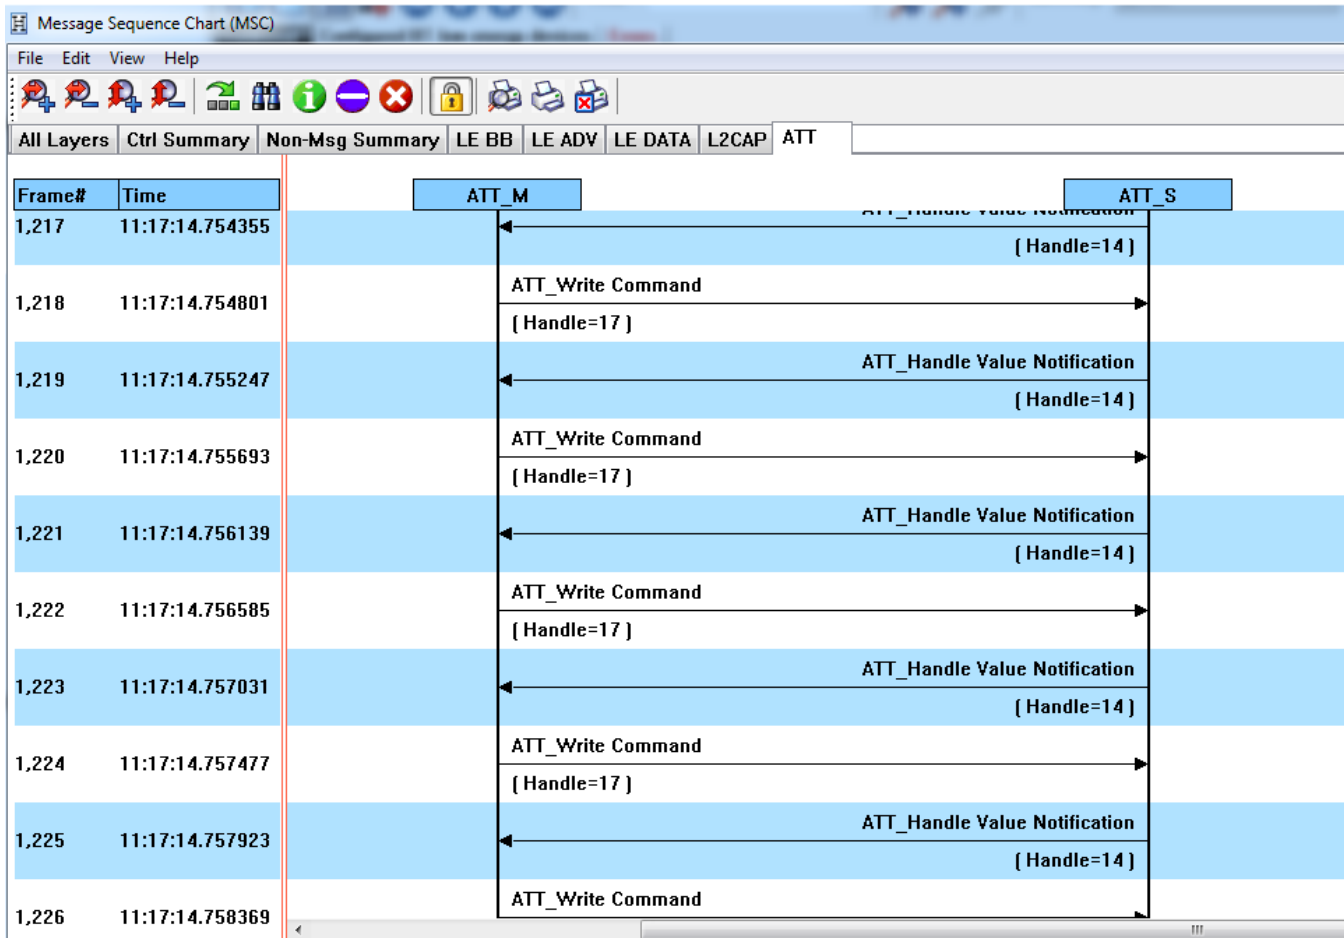 Message Sequence Chart (MSC)
File Edit View Help
All Layers Ctrl Summary Non-Msg Summary LE BB LE ADV LE DATA L2CAP ATT
Frame# Time ATT_M ATT_S
ATT_Handle Value Notification
1,217 11:17:14.754355
(Handle=14)
ATT_Write Command
1,218 11:17:14.754801
(Handle=17)
ATT_Handle Value Notification
1,219 11:17:14.755247
(Handle=14)
ATT_Write Command
1,220 11:17:14.755693
(Handle=17)
ATT_Handle Value Notification
1,221 11:17:14.756139
(Handle=14)
ATT_Write Command
1,222 11:17:14.756585
(Handle=17)
ATT_Handle Value Notification
1,223 11:17:14.757031
(Handle=14)
ATT_Write Command
1,224 11:17:14.757477
(Handle=17)
ATT_Handle Value Notification
1,225 11:17:14.757923
(Handle=14)
ATT_Write Command
1,226 11:17:14.758369